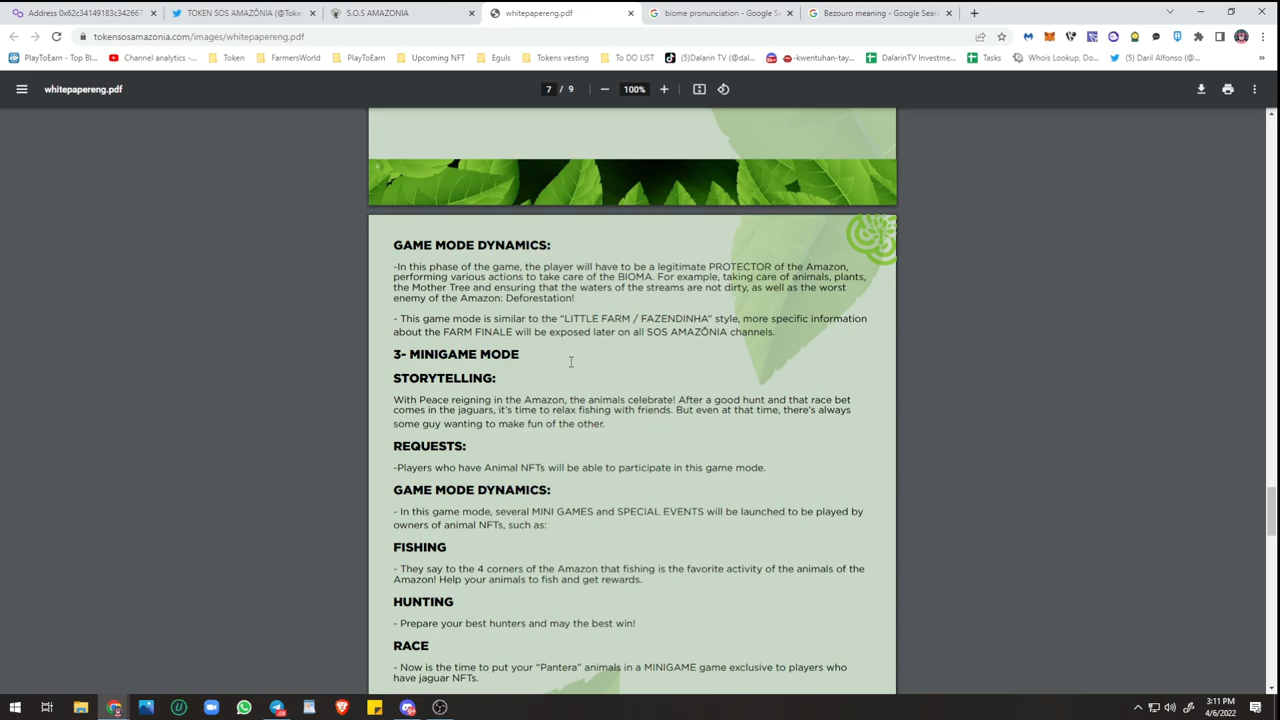 Address 0x62c34149183c342667
TOKEN SOS AMAZÔNIA (@Toke
S.O.S AMAZONIA
whitepapereng.pdf
biome pronunciation - Google Se
Bezouro meaning - Google Sear
tokensosamazonia.com/images/whitepapereng.pdf
PlayToEarn - Top Bl...
Channel analytics -...
Token
FarmersWorld
PlayToEarn
Upcoming NFT
Eguls
Tokens vesting
To DO LIST
(5)Dalarin TV (@dal...
-kwentuhan-tay...
DalarinTV Investme...
Tasks
Whois Lookup, Do...
(5) Daril Alfonso (@...
whitepapereng.pdf
7 / 9
100%
GAME MODE DYNAMICS:
-In this phase of the game, the player will have to be a legitimate PROTECTOR of the Amazon,
performing various actions to take care of the BIOMA. For example, taking care of animals, plants,
the Mother Tree and ensuring that the waters of the streams are not dirty, as well as the worst
enemy of the Amazon: Deforestation!
- This game mode is similar to the "LITTLE FARM / FAZENDINHA" style, more specific information
about the FARM FINALE will be exposed later on all SOS AMAZÔNIA channels.
3- MINIGAME MODE
STORYTELLING:
With Peace reigning in the Amazon, the animals celebrate! After a good hunt and that race bet
comes in the jaguars, it's time to relax fishing with friends. But even at that time, there's always
some guy wanting to make fun of the other.
REQUESTS:
-Players who have Animal NFTs will be able to participate in this game mode.
GAME MODE DYNAMICS:
- In this game mode, several MINI GAMES and SPECIAL EVENTS will be launched to be played by
owners of animal NFTs, such as:
FISHING
- They say to the 4 corners of the Amazon that fishing is the favorite activity of the animals of the
Amazon! Help your animals to fish and get rewards.
HUNTING
- Prepare your best hunters and may the best win!
RACE
- Now is the time to put your "Pantera" animals in a MINIGAME game exclusive to players who
have jaguar NFTs.
3:11 PM
4/6/2022